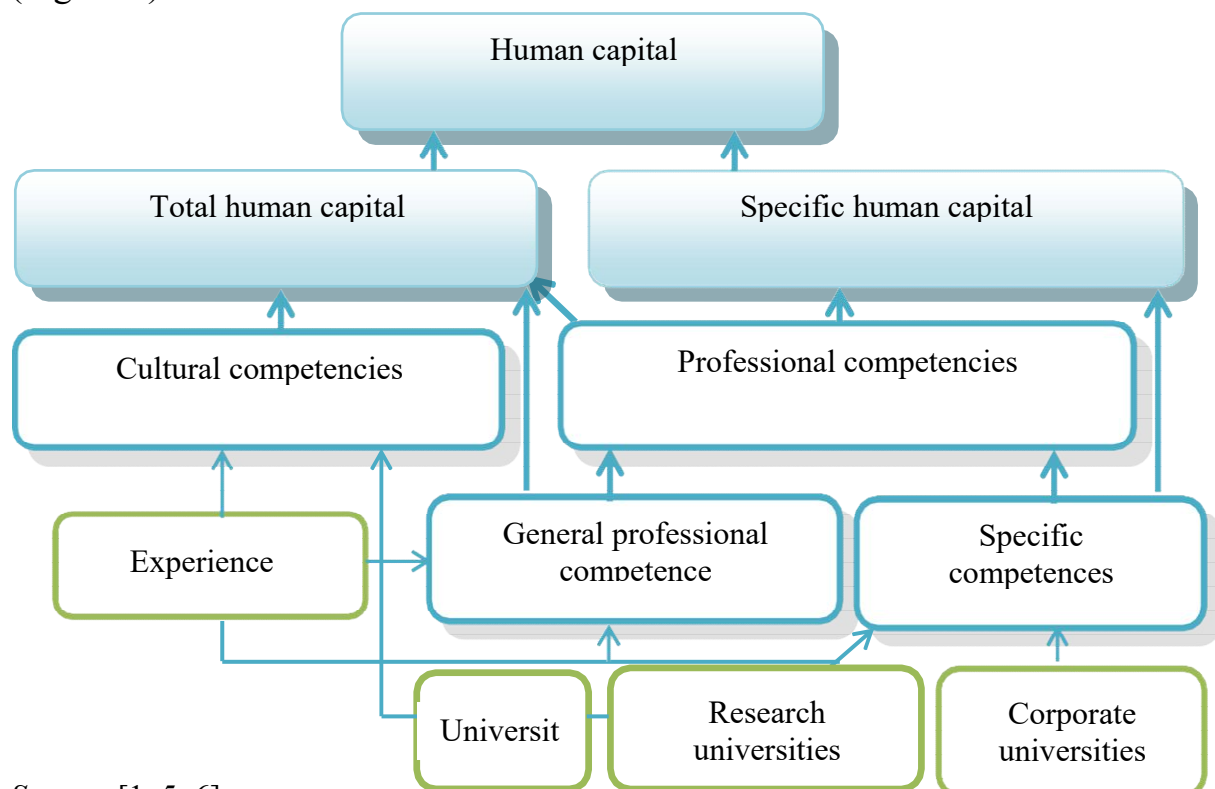 Human capital
Total human capital
Specific human capital
Cultural competencies
Professional competencies
Experience
General professional
competence
Specific
competences
Universit
Research
universities
Corporate
universities